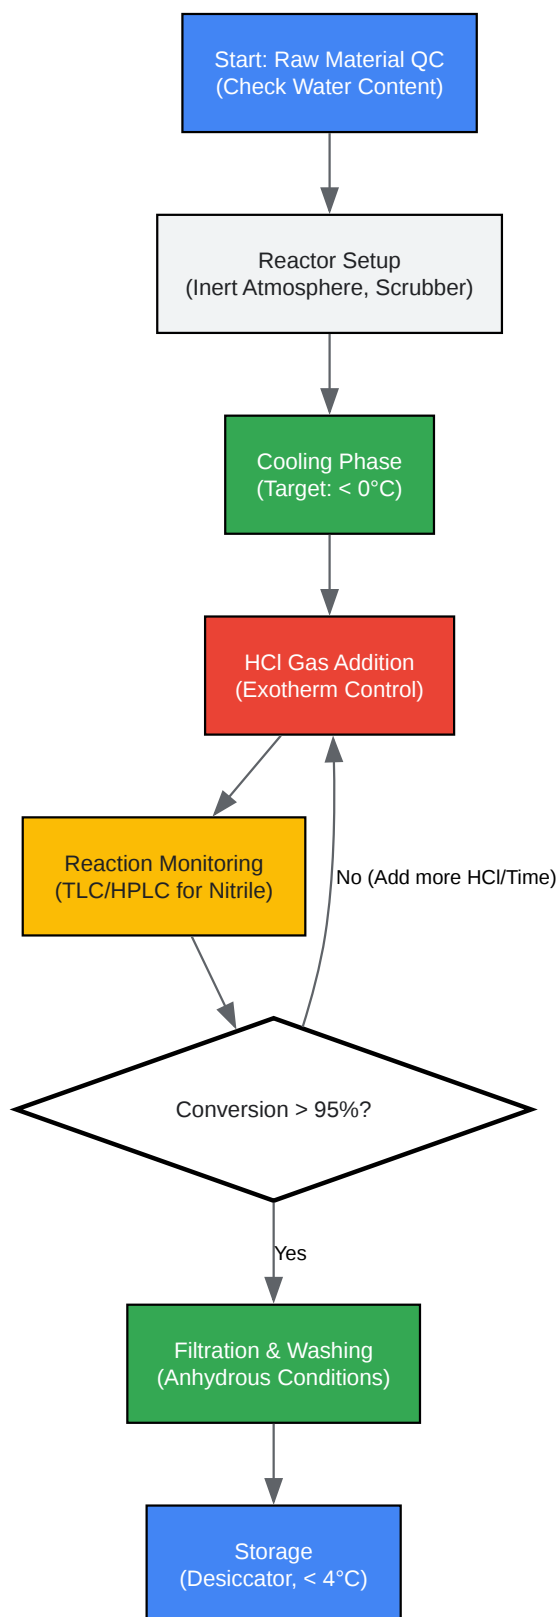 Start: Raw Material QC
(Check Water Content)
Reactor Setup
(Inert Atmosphere, Scrubber)
Cooling Phase
(Target: < 0°C)
HCl Gas Addition
(Exotherm Control)
Reaction Monitoring
(TLC/HPLC for Nitrile)
No (Add more HCl/Time)
Conversion > 95%?
Yes
Filtration & Washing
(Anhydrous Conditions)
Storage
(Desiccator, < 4°C)